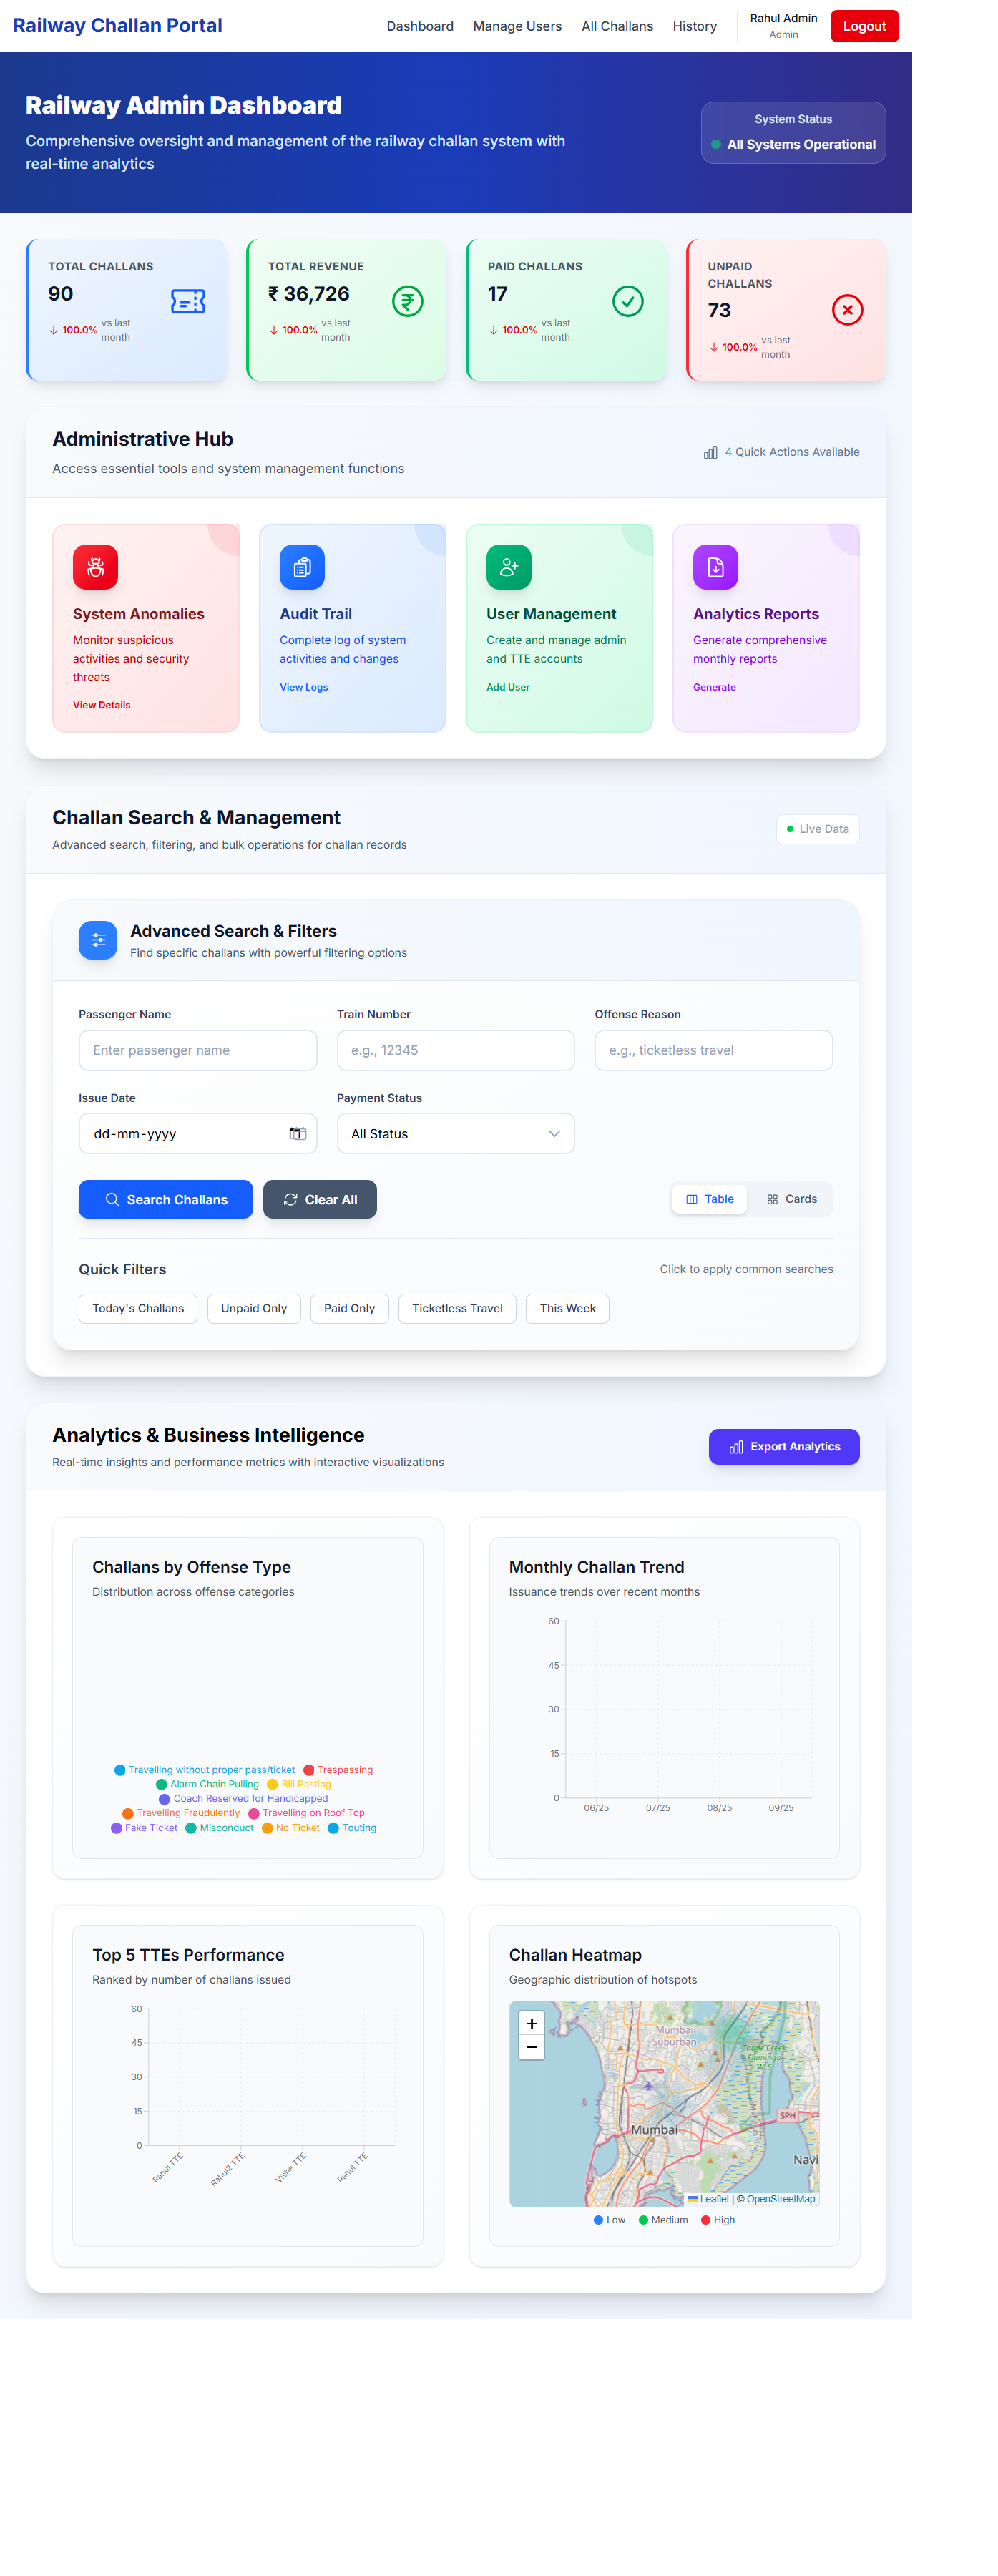 Railway Challan Portal
Dashboard
Manage Users
All Challans
History
Rahul Admin
Admin
Logout
Railway Admin Dashboard
Comprehensive oversight and management of the railway challan system with
real-time analytics
System Status
All Systems Operational
TOTAL CHALLANS
90
100.0% vs last
month
TOTAL REVENUE
₹ 36,726
100.0% vs last
month
PAID CHALLANS
17
100.0% vs last
month
UNPAID
CHALLANS
73
100.0% vs last
month
Administrative Hub
Access essential tools and system management functions
4 Quick Actions Available
System Anomalies
Monitor suspicious
activities and security
threats
View Details
Audit Trail
Complete log of system
activities and changes
View Logs
User Management
Create and manage admin
and TTE accounts
Add User
Analytics Reports
Generate comprehensive
monthly reports
Generate
Challan Search & Management
Advanced search, filtering, and bulk operations for challan records
Live Data
Advanced Search & Filters
Find specific challans with powerful filtering options
Passenger Name
Enter passenger name
Train Number
e.g., 12345
Offense Reason
e.g., ticketless travel
Issue Date
dd-mm-yyyy
Payment Status
All Status
Search Challans
Clear All
Table
Cards
Quick Filters
Click to apply common searches
Today's Challans
Unpaid Only
Paid Only
Ticketless Travel
This Week
Analytics & Business Intelligence
Real-time insights and performance metrics with interactive visualizations
Export Analytics
Challans by Offense Type
Distribution across offense categories
Travelling without proper pass/ticket Trespassing
Alarm Chain Pulling Bill Pasting
Coach Reserved for Handicapped
Travelling Fraudulently Travelling on Roof Top
Fake Ticket Misconduct No Ticket Touting
Monthly Challan Trend
Issuance trends over recent months
60
45
30
15
0
06/25 07/25 08/25 09/25
Top 5 TTEs Performance
Ranked by number of challans issued
60
45
30
15
0
Rahul TTE
Rahul2 TTE
Vishe TTE
Rahul TTE
Challan Heatmap
Geographic distribution of hotspots
+
−
Mumbai
Suburban
Thane Creek
Flamingo
WLS
SPH
Mumbai
Navi
Leaflet | © OpenStreetMap
Low Medium High